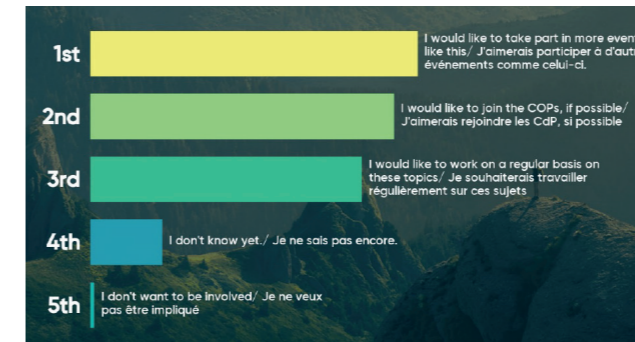 1st
I would like to take part in more even
like this/ J'aimerais participer à d'autr
événements comme celui-ci.
2nd
I would like to join the COPs, if possible/
J'aimerais rejoindre les CdP, si possible
3rd
I would like to work on a regular basis on
these topics/ Je souhaiterais travailler
régulièrement sur ces sujets
4th
I don't know yet./ Je ne sais pas encore.
5th
I don't want to be involved/ Je ne veux
pas être impliqué